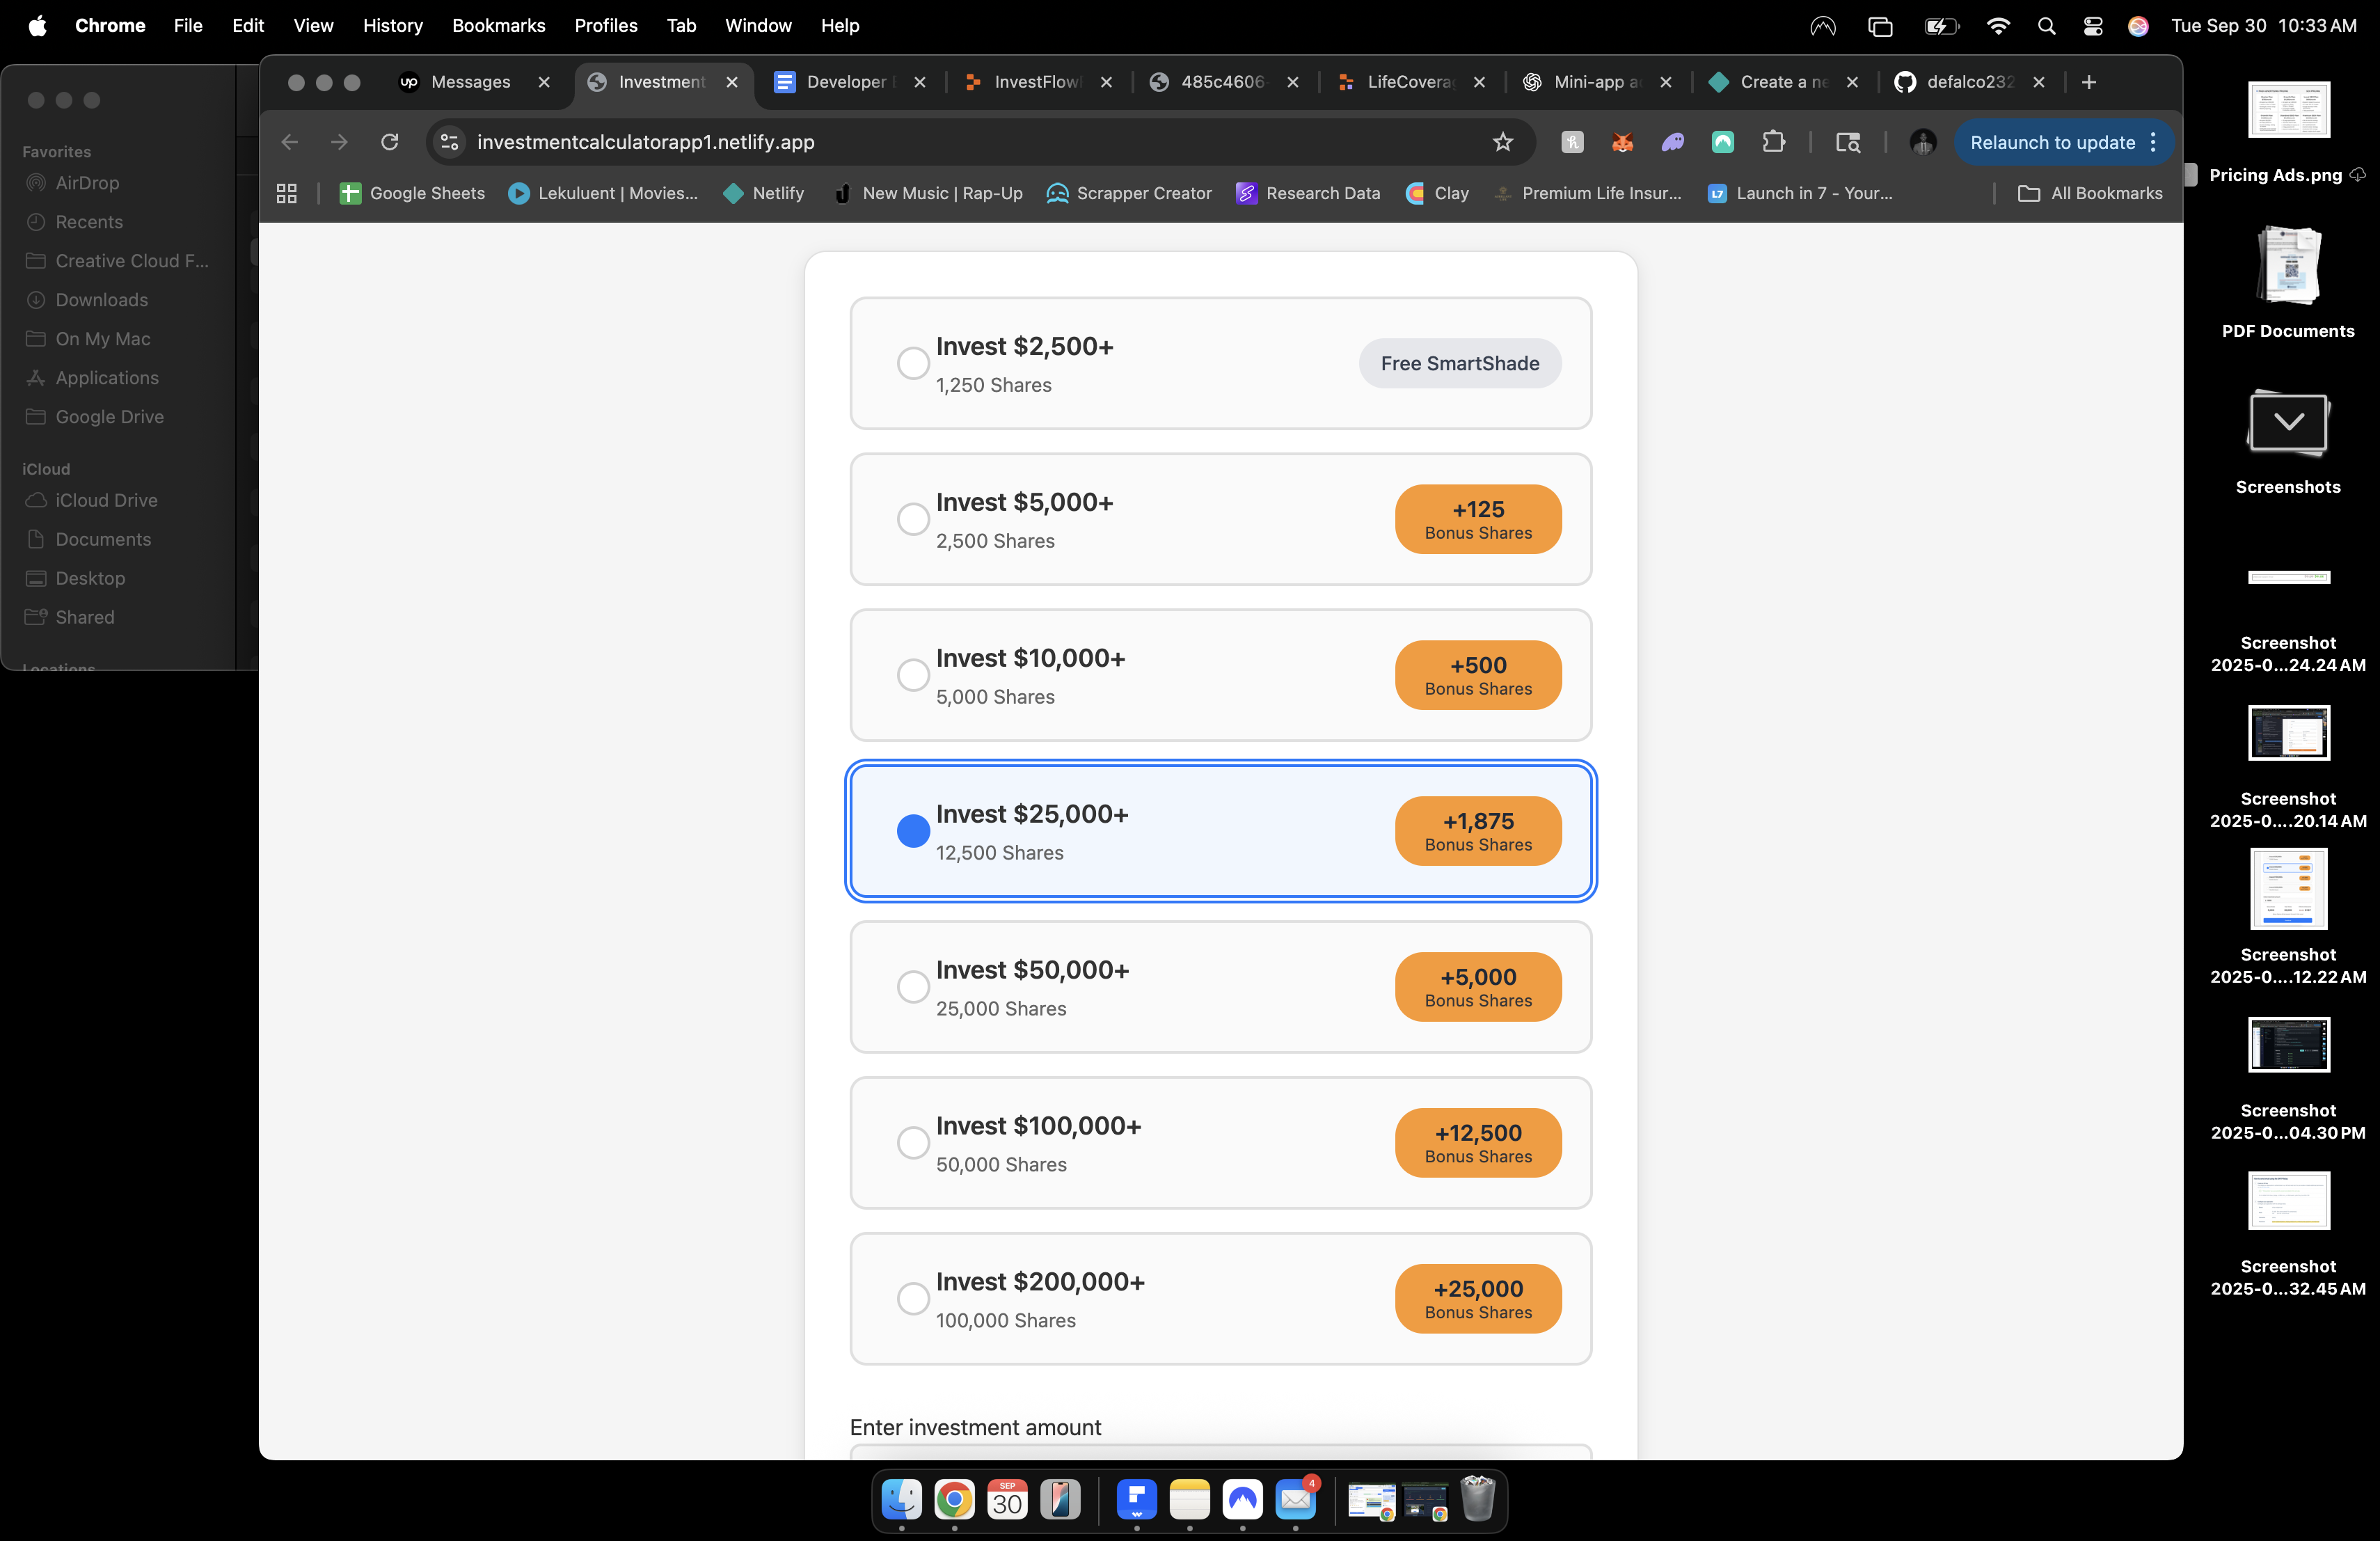 Chrome File Edit View History Bookmarks Profiles Tab Window Help
Tue Sep 30 10:33 AM
Messages
Investment
Developer
InvestFlow
485c4606-
LifeCovera
Mini-app a
Create a ne
defalco232
investmentcalculatorapp1.netlify.app
Relaunch to update
Google Sheets
Lekuluent | Movies...
Netlify
New Music | Rap-Up
Scrapper Creator
Research Data
Clay
Premium Life Insur...
L7
Launch in 7 - Your...
All Bookmarks
Favorites
AirDrop
Recents
Creative Cloud F...
Downloads
On My Mac
Applications
Google Drive
iCloud
iCloud Drive
Documents
Desktop
Shared
Locations
Invest $2,500+
1,250 Shares
Free SmartShade
Invest $5,000+
2,500 Shares
+125
Bonus Shares
Invest $10,000+
5,000 Shares
+500
Bonus Shares
Invest $25,000+
12,500 Shares
+1,875
Bonus Shares
Invest $50,000+
25,000 Shares
+5,000
Bonus Shares
Invest $100,000+
50,000 Shares
+12,500
Bonus Shares
Invest $200,000+
100,000 Shares
+25,000
Bonus Shares
Enter investment amount
Pricing Ads.png
PDF Documents
Screenshots
Screenshot
2025-0...24.24 AM
Screenshot
2025-0....20.14 AM
Screenshot
2025-0....12.22 AM
Screenshot
2025-0...04.30 PM
Screenshot
2025-0...32.45 AM
SEP
30
4